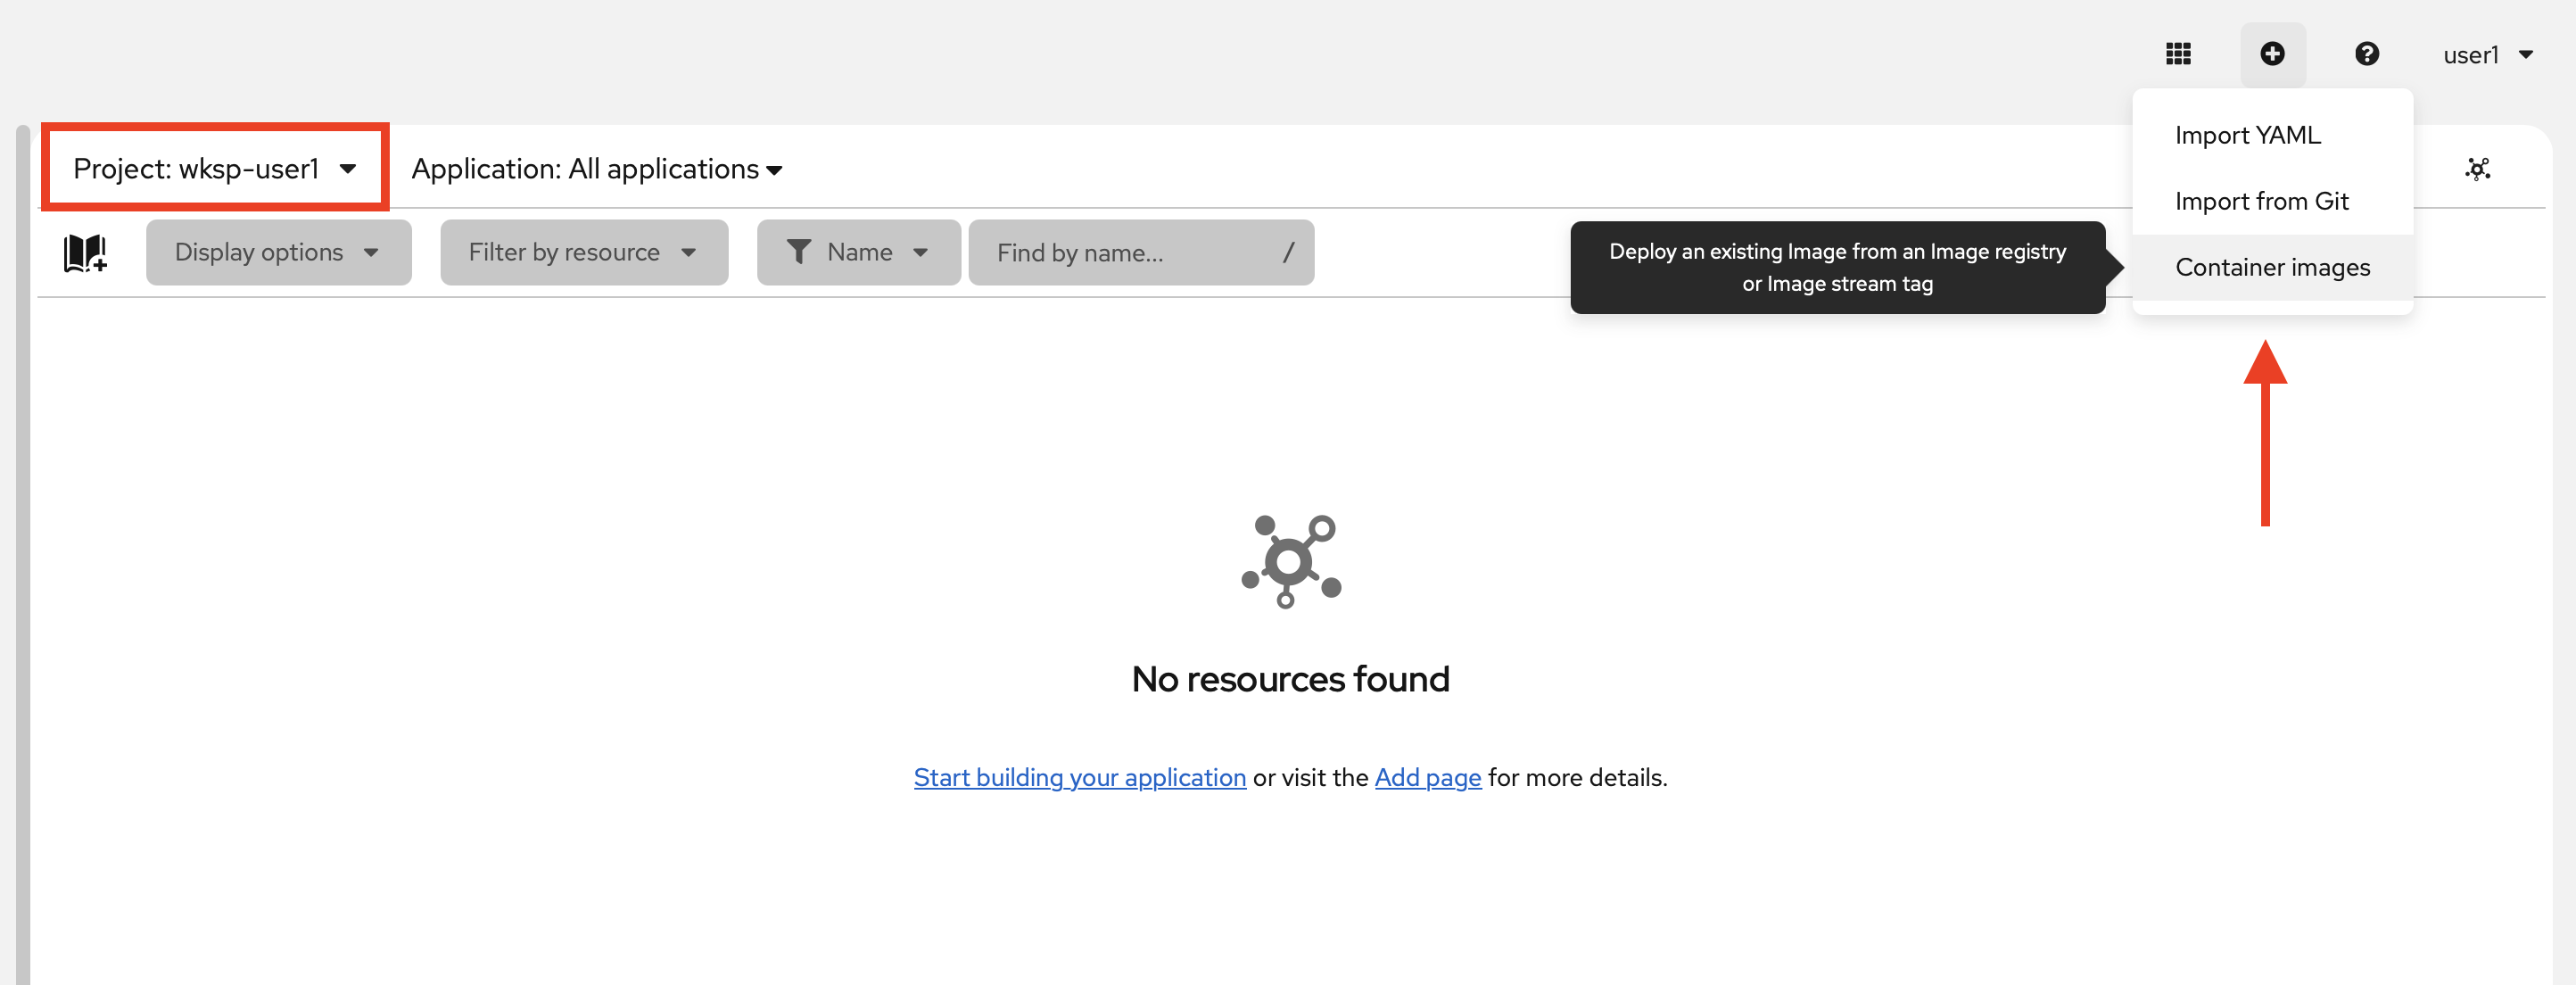 user1
Project: wksp-user1
Application: All applications
Import YAML
Import from Git
Container images
Display options
Filter by resource
Name
Find by name...
/
Deploy an existing Image from an Image registry
or Image stream tag
No resources found
Start building your application or visit the Add page for more details.